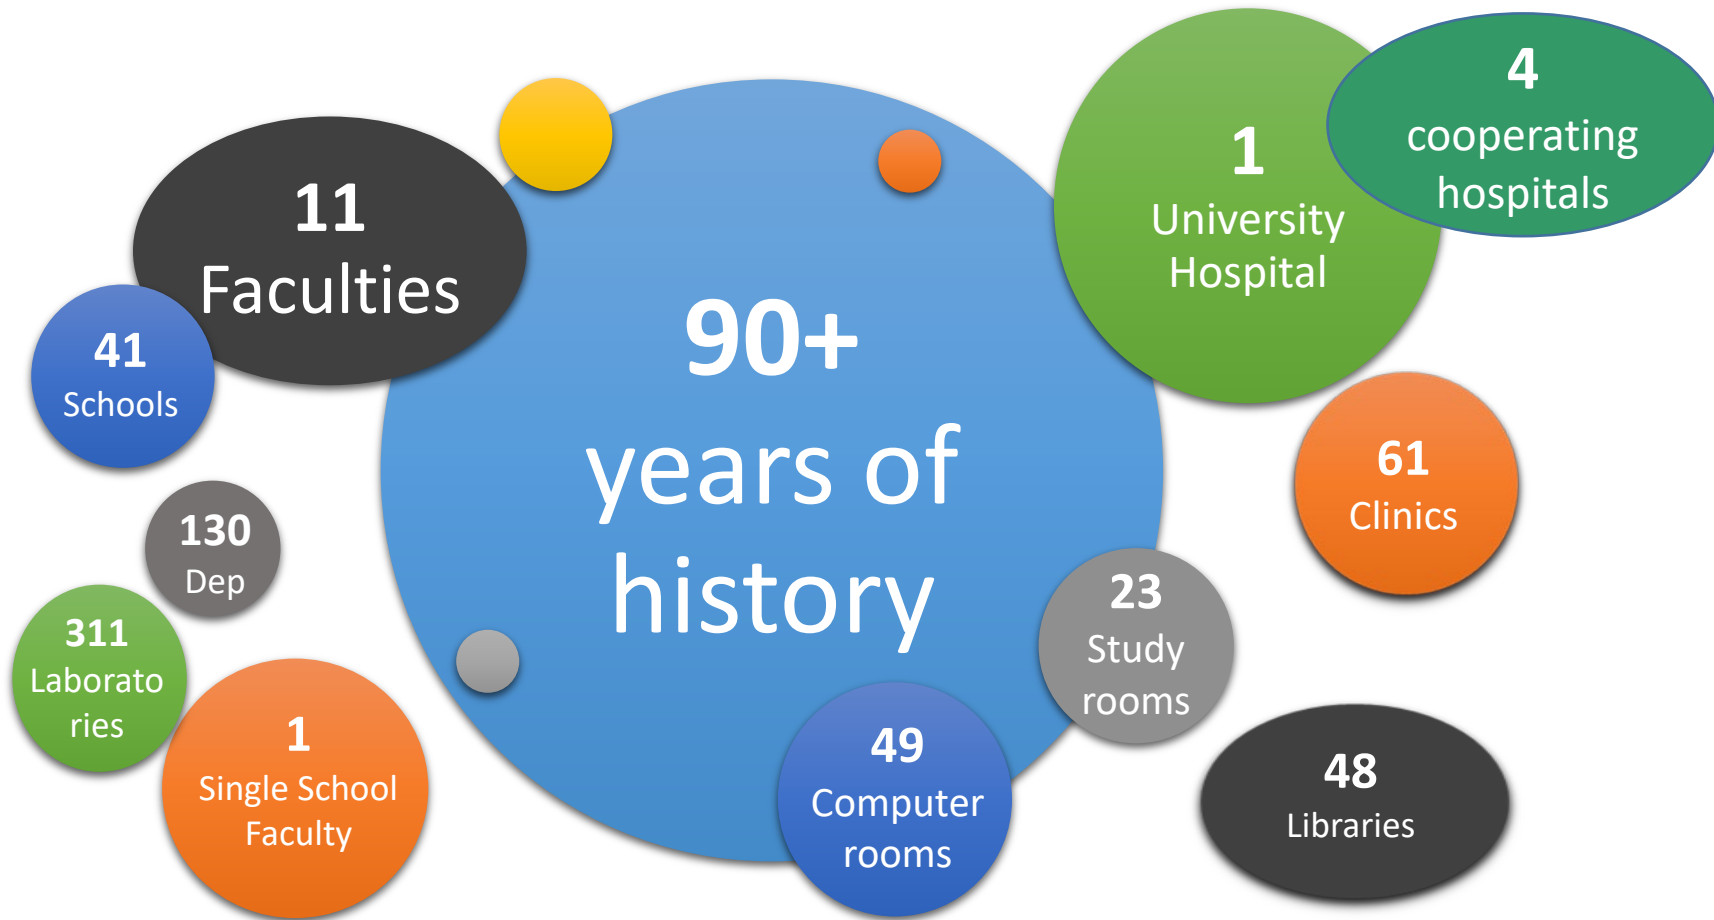 11
Faculties
41
Schools
130
Dep
311
Laborato
ries
1
Single School
Faculty
90+
years of
history
1
University
Hospital
4
cooperating
hospitals
61
Clinics
23
Study
rooms
49
Computer
rooms
48
Libraries